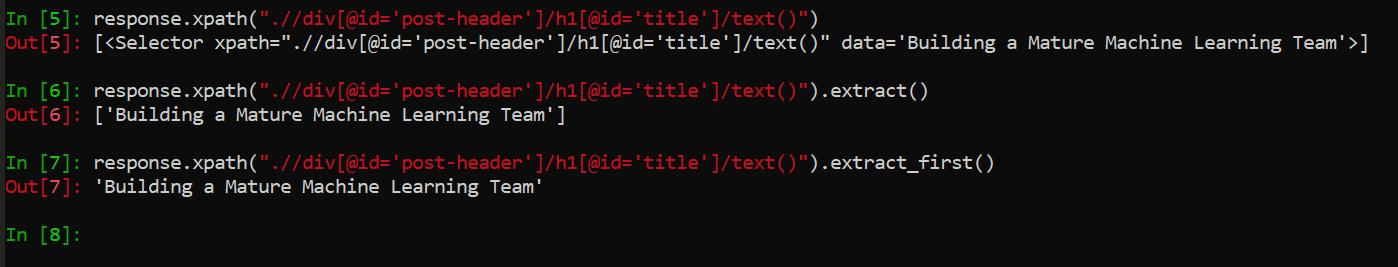 In [5]: response.xpath(".//div[@id='post-header']/h1[@id='title']/text()")
Out[5]: [<Selector xpath=".//div[@id='post-header']/h1[@id='title']/text()" data='Building a Mature Machine Learning Team'>]
In [6]: response.xpath(".//div[@id='post-header']/h1[@id='title']/text()").extract()
Out[6]: ['Building a Mature Machine Learning Team']
In [7]: response.xpath(".//div[@id='post-header']/h1[@id='title']/text()").extract_first()
Out[7]: 'Building a Mature Machine Learning Team'
In [8]: